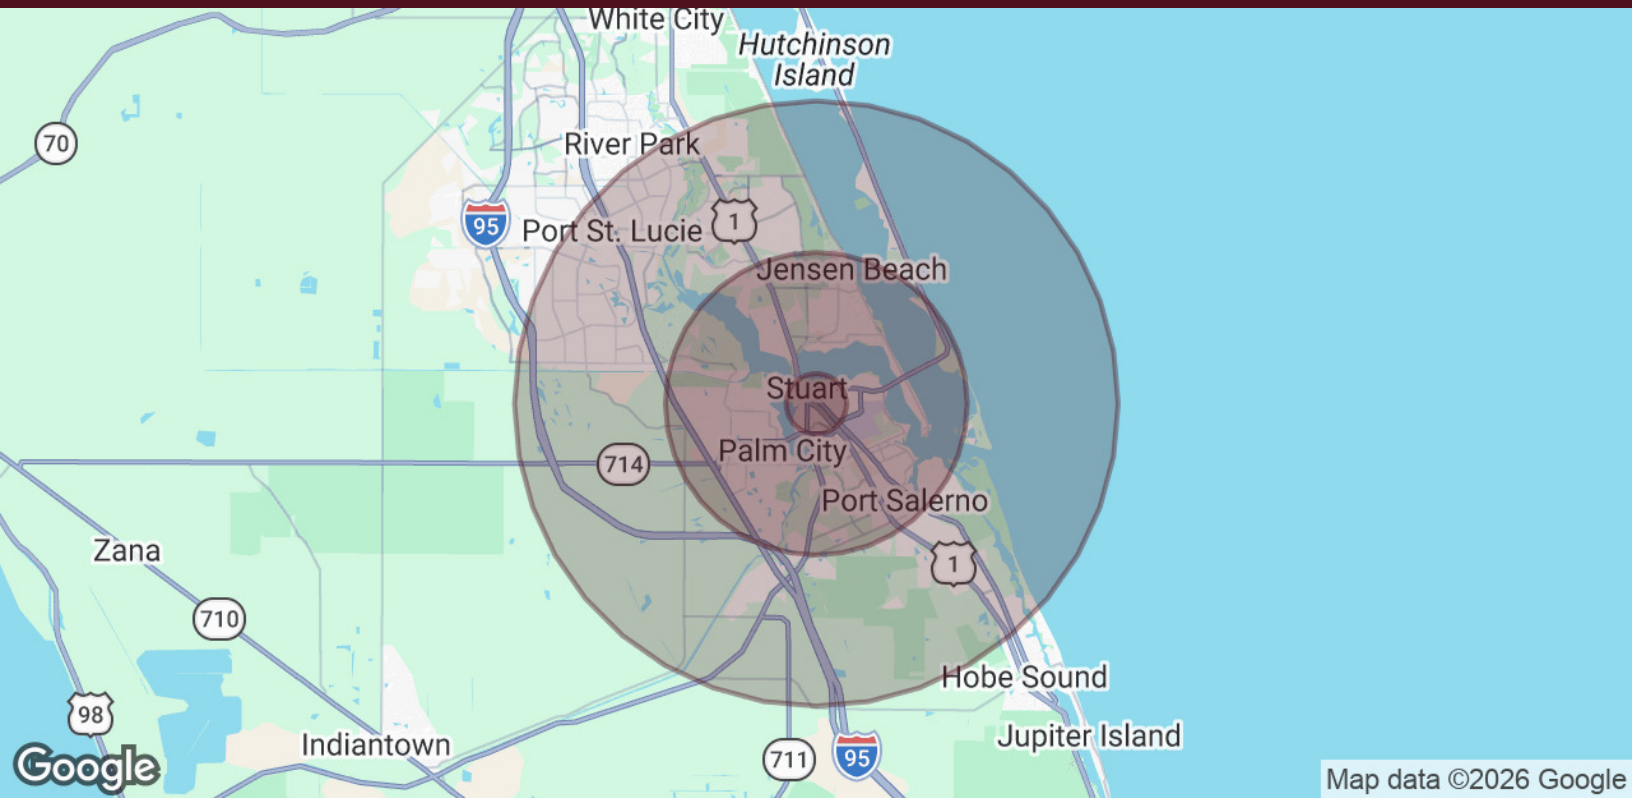 White City
Hutchinson
Island
70
River Park
95
1
Port St. Lucie
Jensen Beach
Stuart
Palm City
714
Port Salerno
Zana
1
710
Hobe Sound
98
Jupiter Island
Indiantown
711
95
Google
Map data ©2026 Google